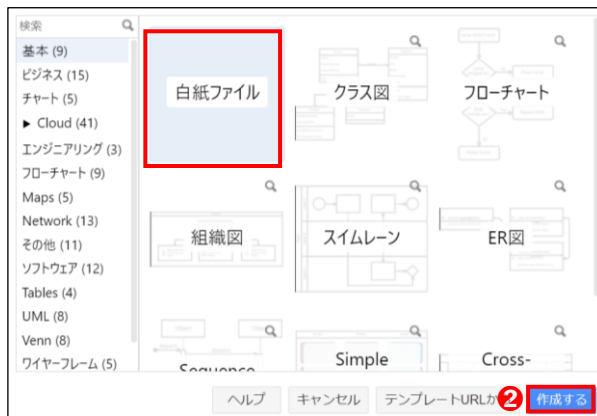 検索
基本 (9)
ビジネス (15)
チャート (5)
▶ Cloud (41)
エンジニアリング (3)
フローチャート (9)
Maps (5)
Network (13)
その他 (11)
ソフトウェア (12)
Tables (4)
UML (8)
Venn (8)
ワイヤーフレーム (5)
白紙ファイル
クラス図
フローチャート
組織図
スイムレーン
ER図
Sequence
Simple
Cross-
ヘルプ
キャンセル
テンプレートURLか
2
作成する